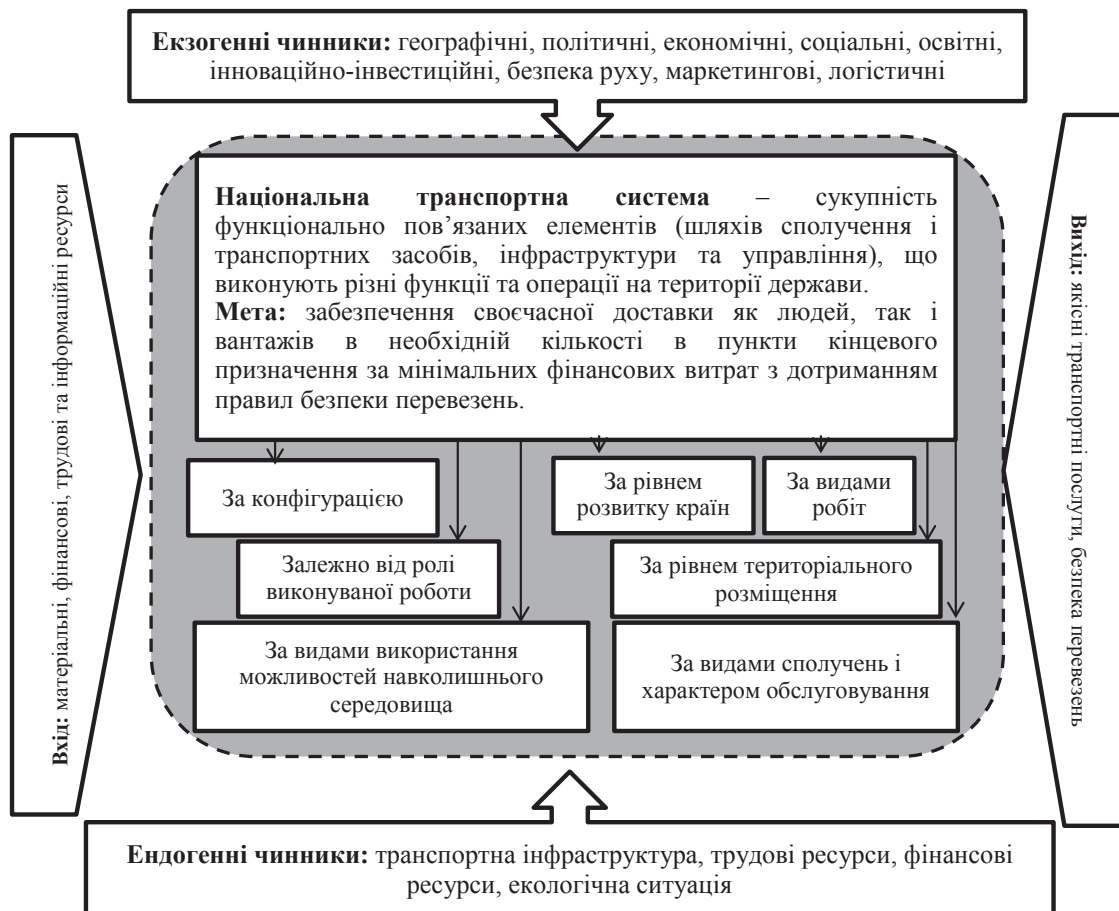 Екзогенні чинники: географічні, політичні, економічні, соціальні, освітні,
інноваційно-інвестиційні, безпека руху, маркетингові, логістичні
Вхід: матеріальні, фінансові, трудові та інформаційні ресурси
Національна транспортна система – сукупність
функціонально пов’язаних елементів (шляхів сполучення і
транспортних засобів, інфраструктури та управління), що
виконують різні функції та операції на території держави.
Мета: забезпечення своєчасної доставки як людей, так і
вантажів в необхідній кількості в пункти кінцевого
призначення за мінімальних фінансових витрат з дотриманням
правил безпеки перевезень.
За конфігурацією
За рівнем
розвитку країн
За видами
робіт
Залежно від ролі
виконуваної роботи
За рівнем територіального
розміщення
За видами використання
можливостей навколишнього
середовища
За видами сполучень і
характером обслуговування
Вихід: якісні транспортні послуги, безпека перевезень
Ендогенні чинники: транспортна інфраструктура, трудові ресурси, фінансові
ресурси, екологічна ситуація